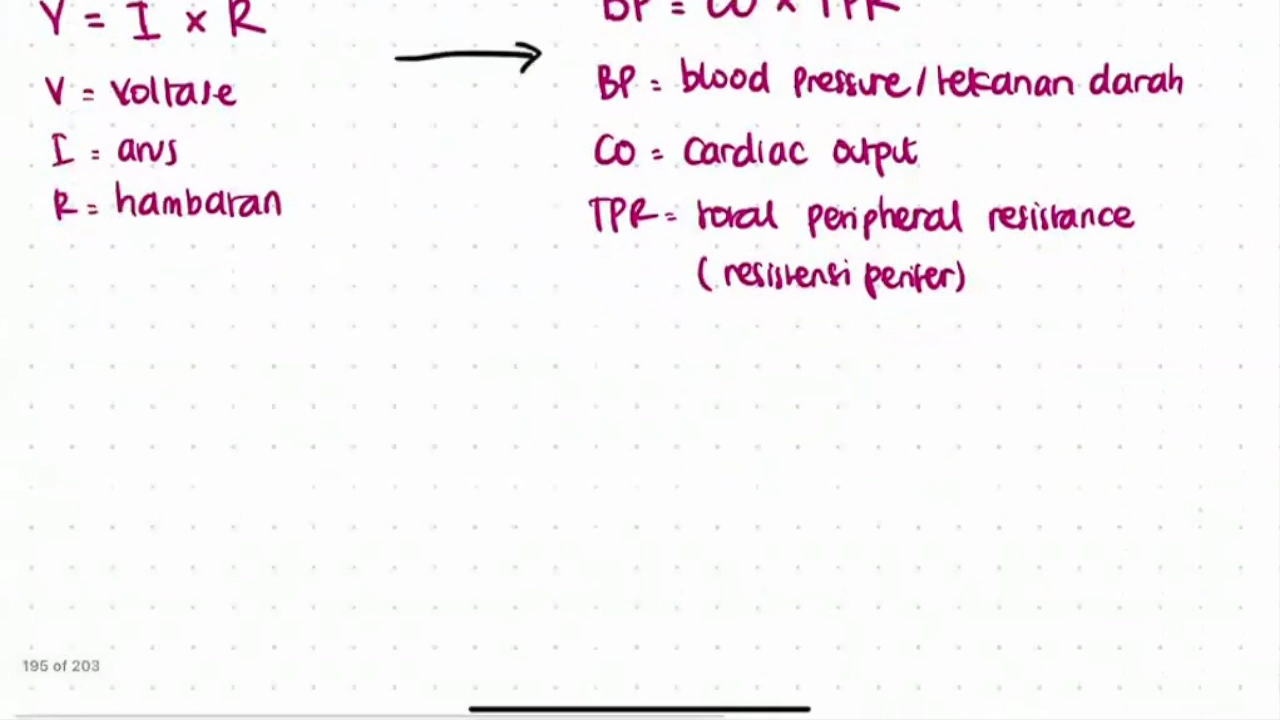 V = I x R
V = voltase
I = arus
R = hambatan
BP = CO x TPR
BP = blood pressure / tekanan darah
CO = cardiac output
TPR = total peripheral resistance
(resistensi perifer)
195 of 203